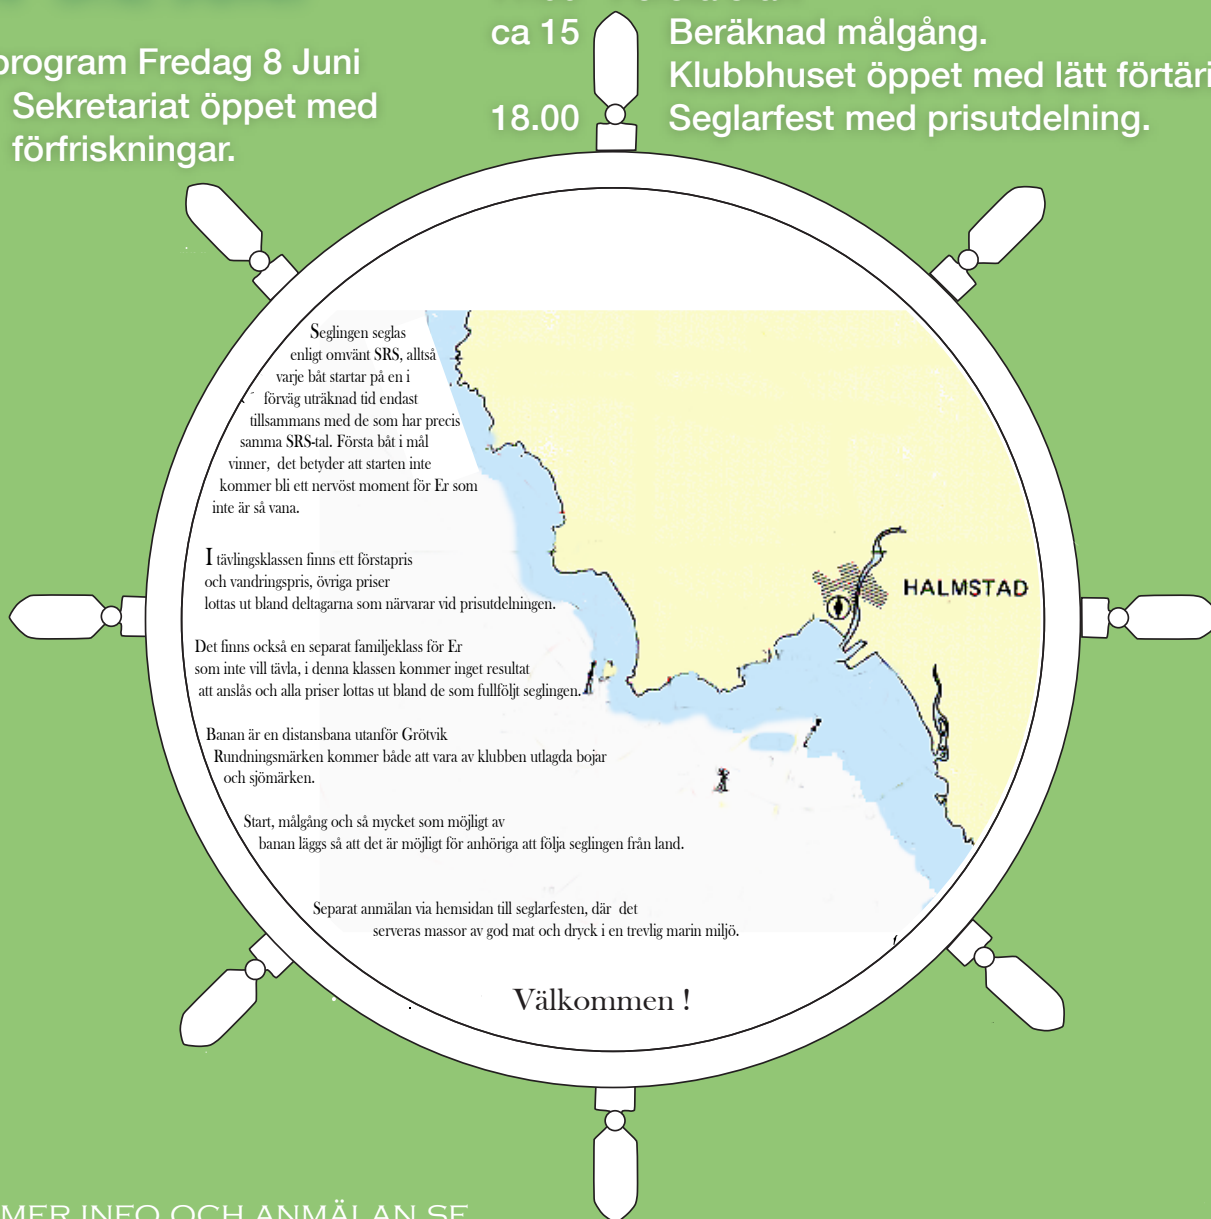 program Fredag 8 Juni
Sekretariat öppet med
förfriskningar.
ca 15 Beräknad målgång.
Klubbhuset öppet med lätt förtäri
18.00 Seglarfest med prisutdelning.
Seglingen seglas
enligt omvänt SRS, alltså
varje båt startar på en i
förväg uträknad tid endast
tillsammans med de som har precis
samma SRS-tal. Första båt i mål
vinner, det betyder att starten inte
kommer bli ett nervöst moment för Er som
inte är så vana.
I tävlingsklassen finns ett förstapris
och vandringspris, övriga priser
lottas ut bland deltagarna som närvarar vid prisutdelningen.
Det finns också en separat familjeklass för Er
som inte vill tävla, i denna klassen kommer inget resultat
att anslås och alla priser lottas ut bland de som fullföljt seglingen.
Banan är en distansbana utanför Grötvik
Rundningsmärken kommer både att vara av klubben utlagda bojar
och sjömärken.
Start, målgång och så mycket som möjligt av
banan läggs så att det är möjligt för anhöriga att följa seglingen från land.
Separat anmälan via hemsidan till seglarfesten, där det
serveras massor av god mat och dryck i en trevlig marin miljö.
Välkommen !
HALMSTAD
MER INFO OCH ANMÄLAN SE